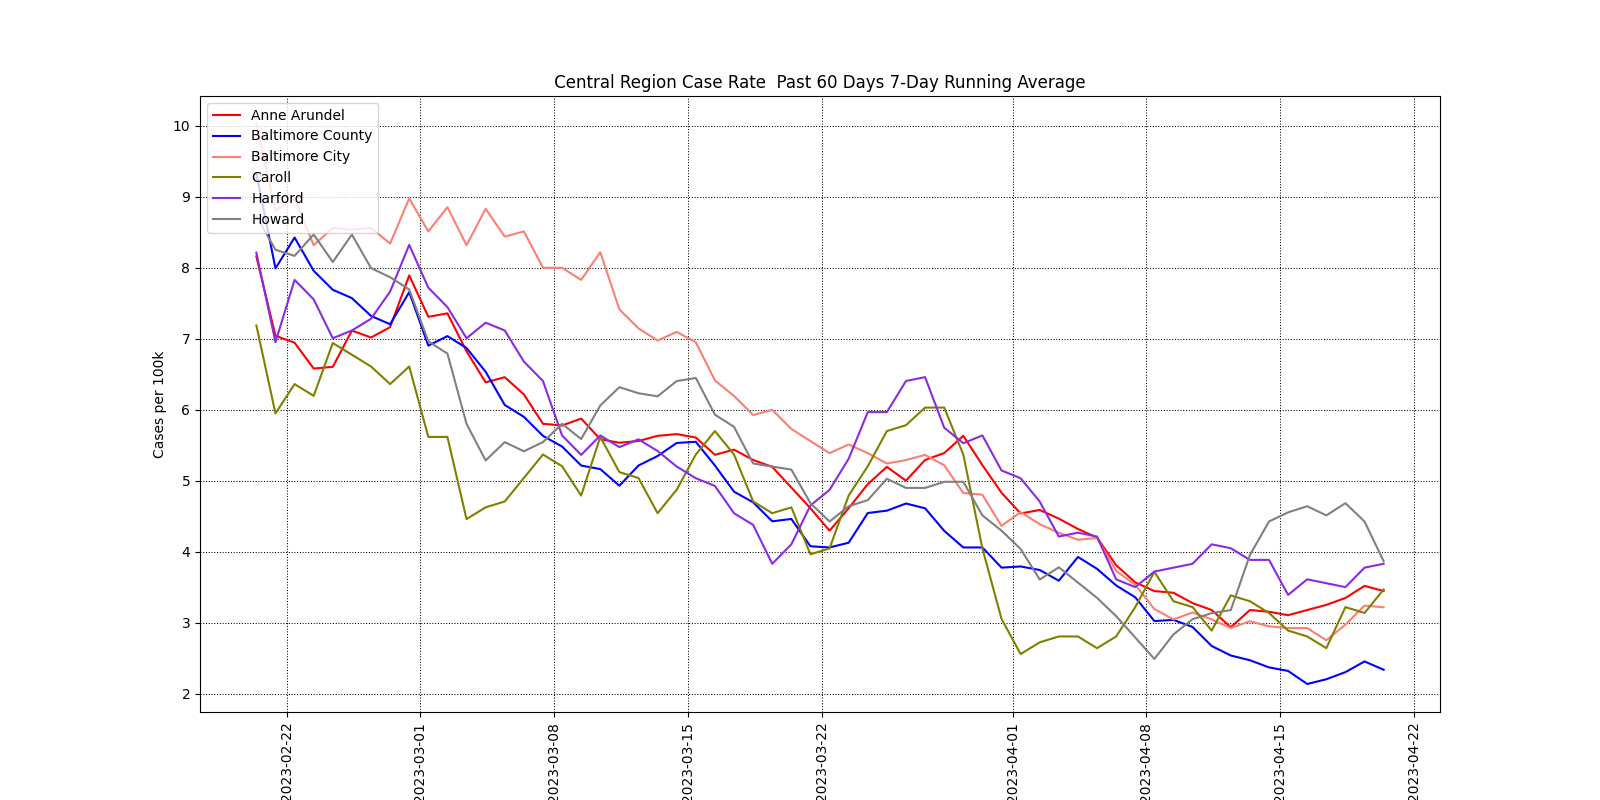 Central Region Case Rate  Past 60 Days 7-Day Running Average
Anne Arundel
Baltimore County
Baltimore City
Caroll
Harford
Howard
Cases per 100k
10
9
8
7
6
5
4
3
2
2023-02-22
2023-03-01
2023-03-08
2023-03-15
2023-03-22
2023-04-01
2023-04-08
2023-04-15
2023-04-22